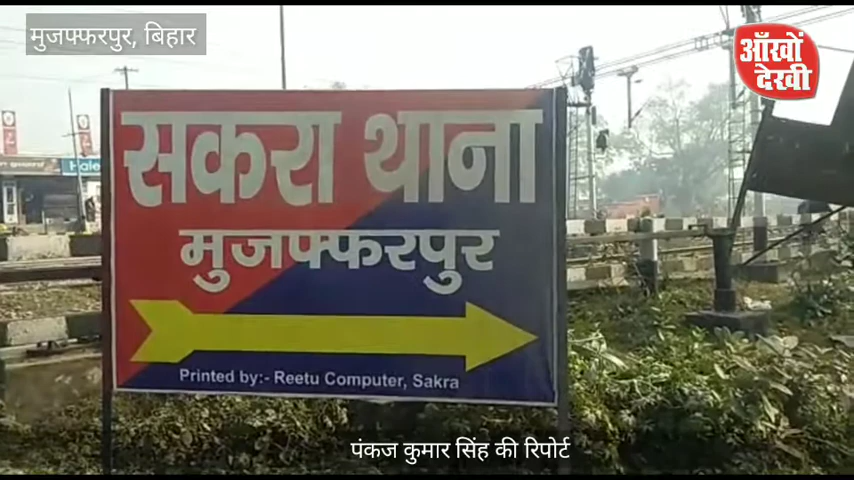 मुजफ्फरपुर, बिहार
आँखों
देखी
सकरा थाना
मुजफ्फरपुर
Printed by:- Reetu Computer, Sakra
पंकज कुमार सिंह की रिपोर्ट